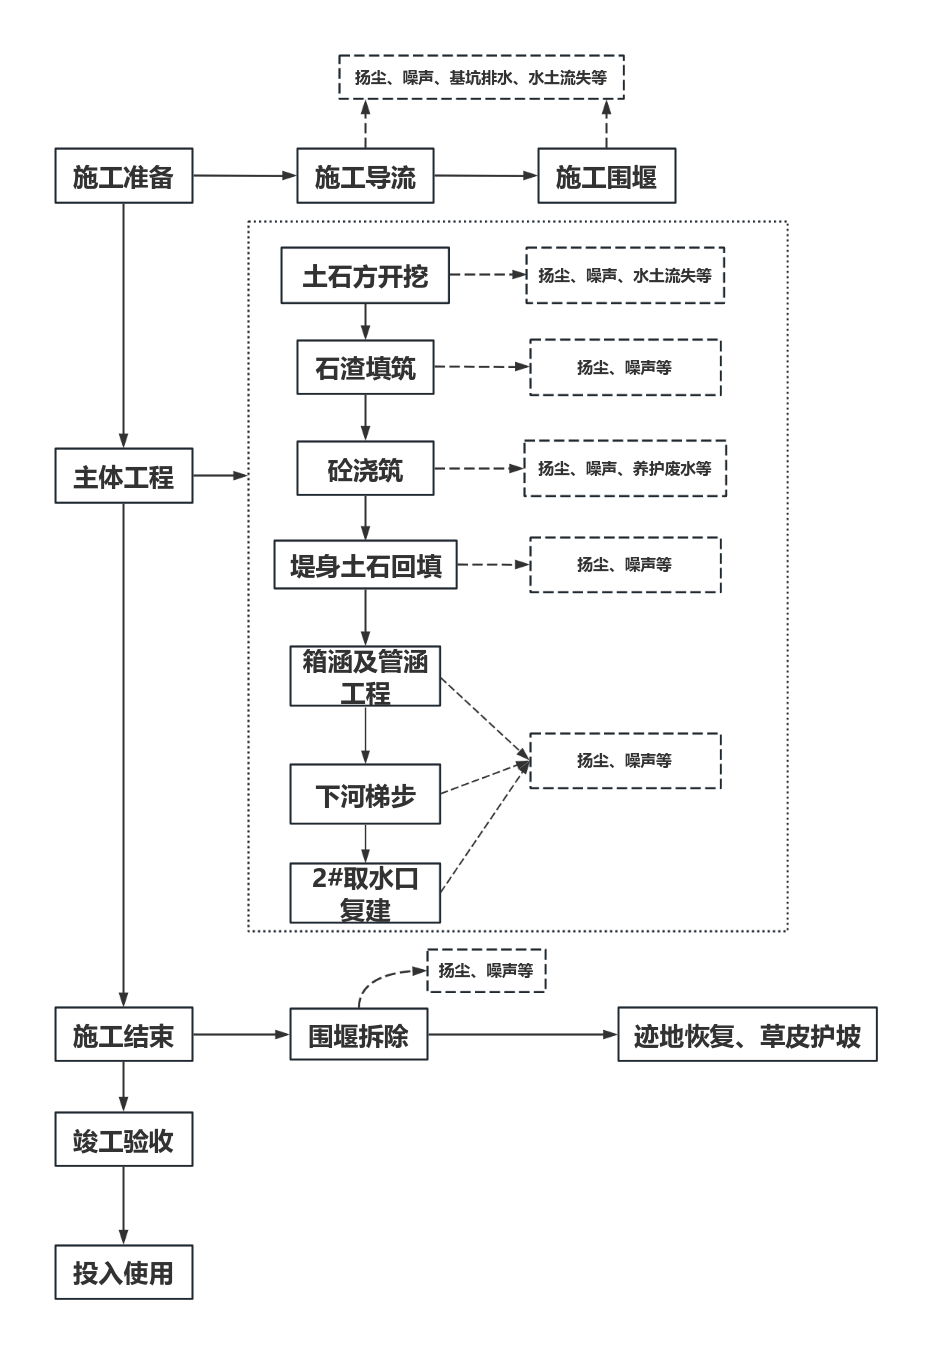 扬尘、噪声、基坑排水、水土流失等
施工准备
施工导流
施工围堰
土石方开挖
扬尘、噪声、水土流失等
石渣填筑
扬尘、噪声等
主体工程
砼浇筑
扬尘、噪声、养护废水等
堤身土石回填
扬尘、噪声等
箱涵及管涵
工程
扬尘、噪声等
下河梯步
2#取水口
复建
扬尘、噪声等
施工结束
围堰拆除
迹地恢复、草皮护坡
竣工验收
投入使用